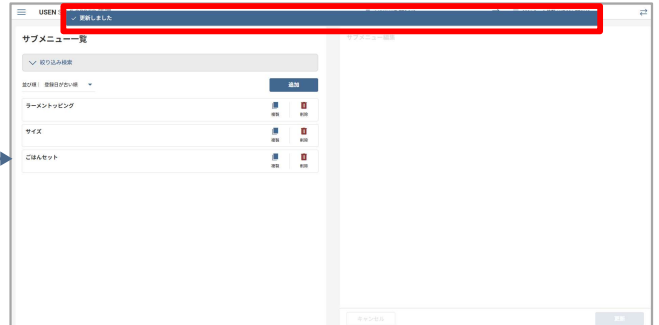 USEN
✓ 更新しました
サブメニュー一覧
絞り込み検索
並び順： 登録日が古い順
追加
ラーメントッピング
複製 削除
サイズ
複製 削除
ごはんセット
複製 削除
サブメニュー編集
キャンセル
更新